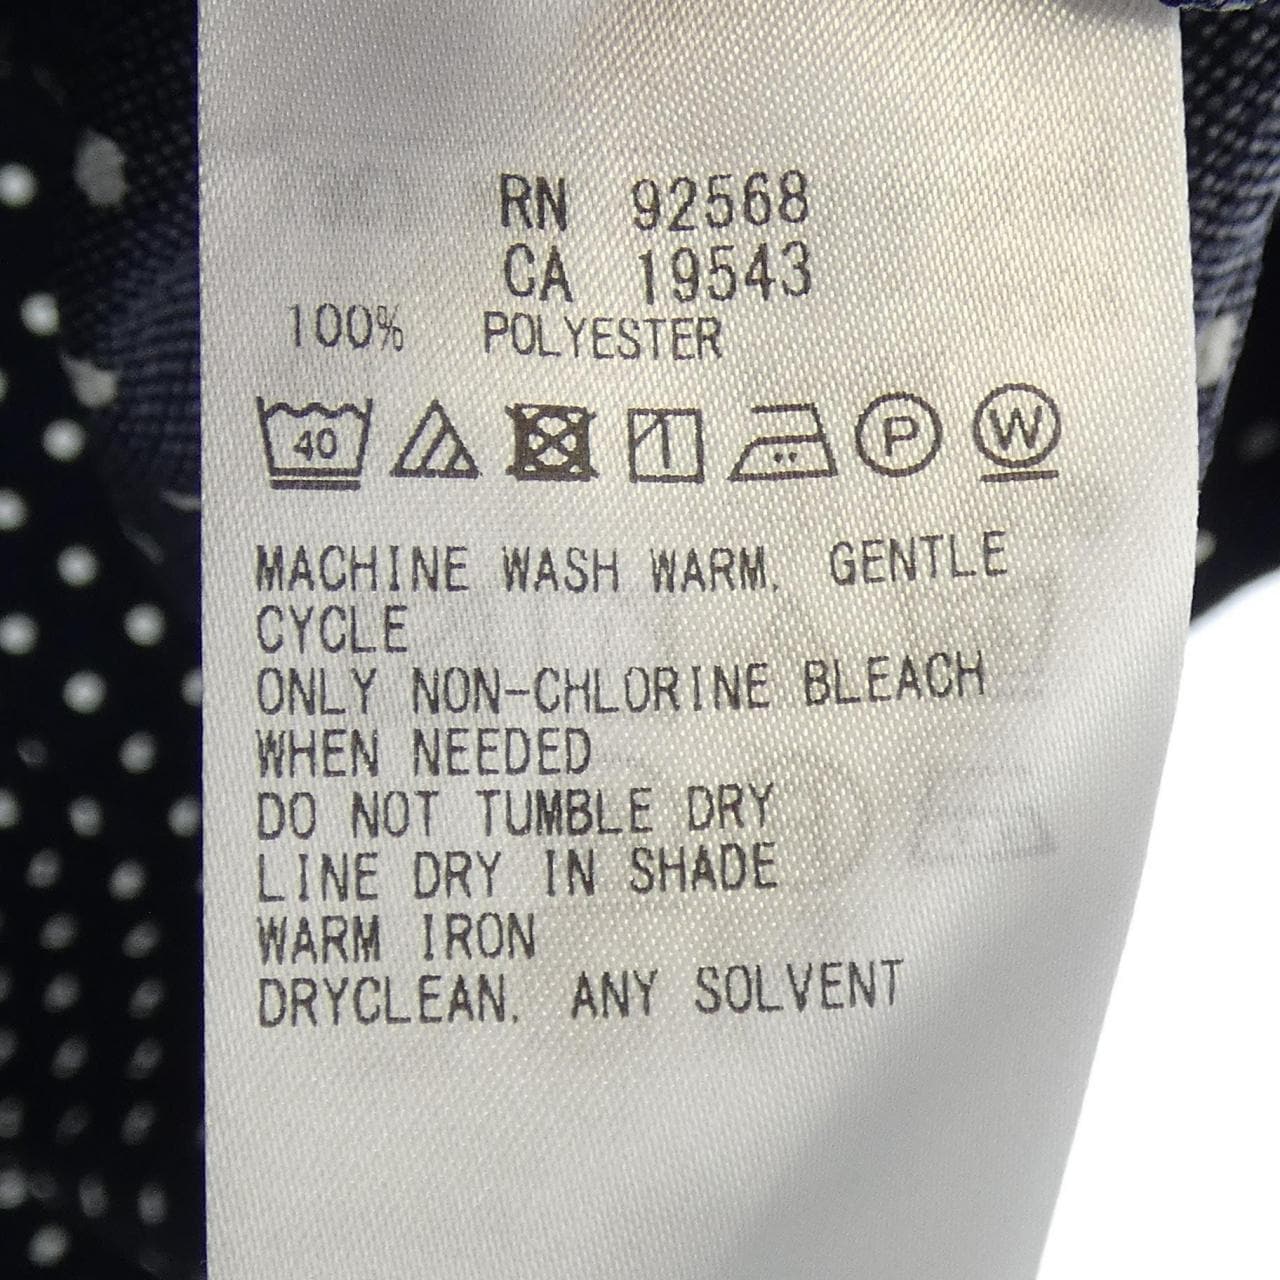 RN 92568
CA 19543
100% POLYESTER
40 P W
MACHINE WASH WARM. GENTLE
CYCLE
ONLY NON-CHLORINE BLEACH
WHEN NEEDED
DO NOT TUMBLE DRY
LINE DRY IN SHADE
WARM IRON
DRYCLEAN. ANY SOLVENT